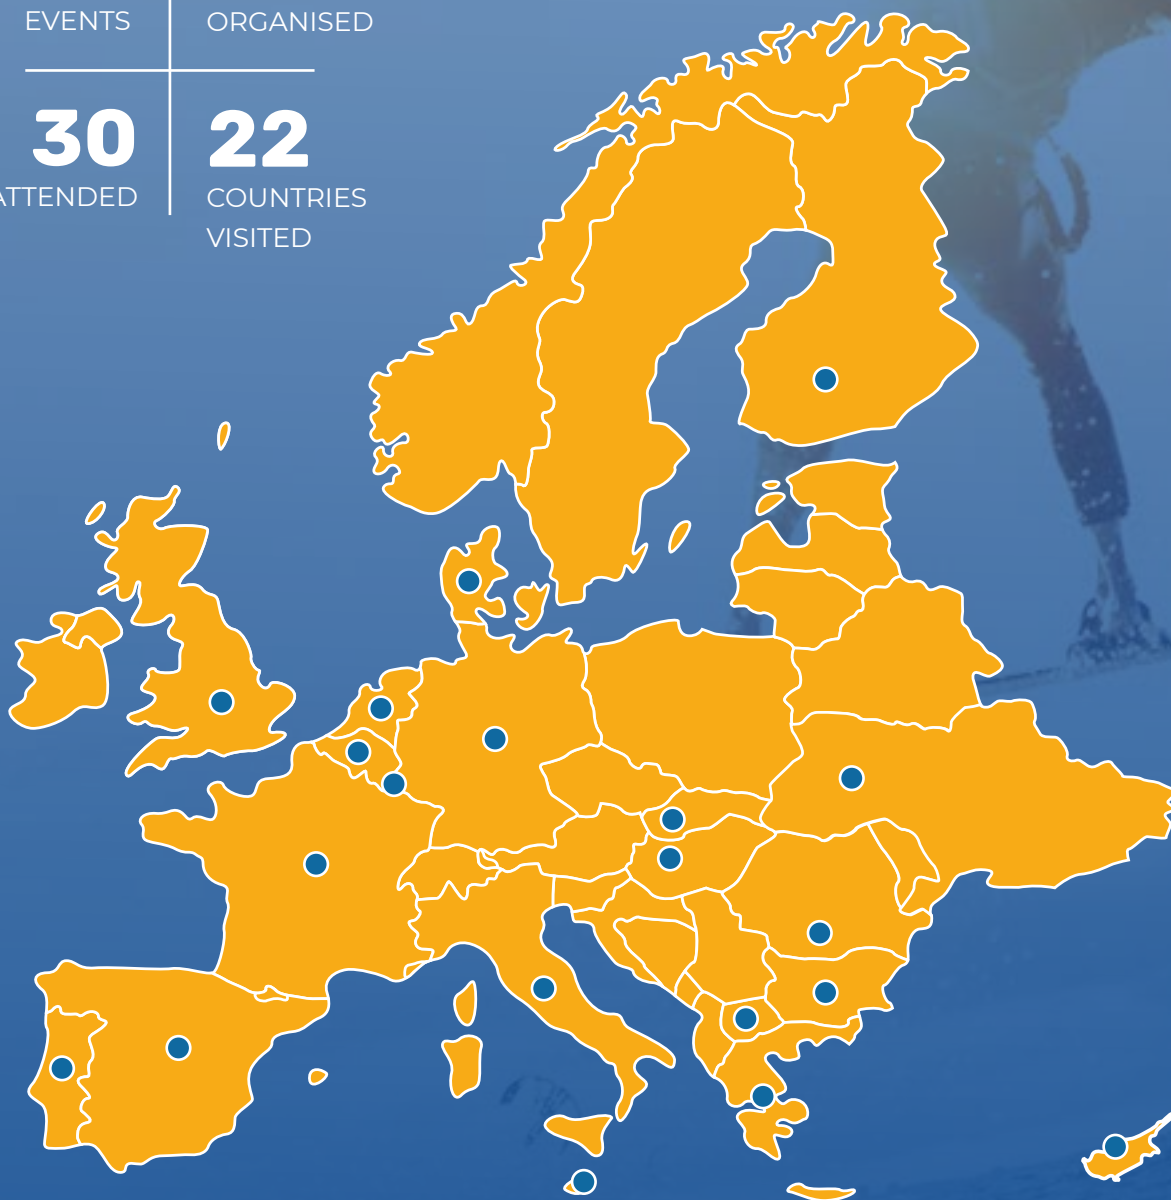 EVENTS
ORGANISED
30
ATTENDED
22
COUNTRIES
VISITED